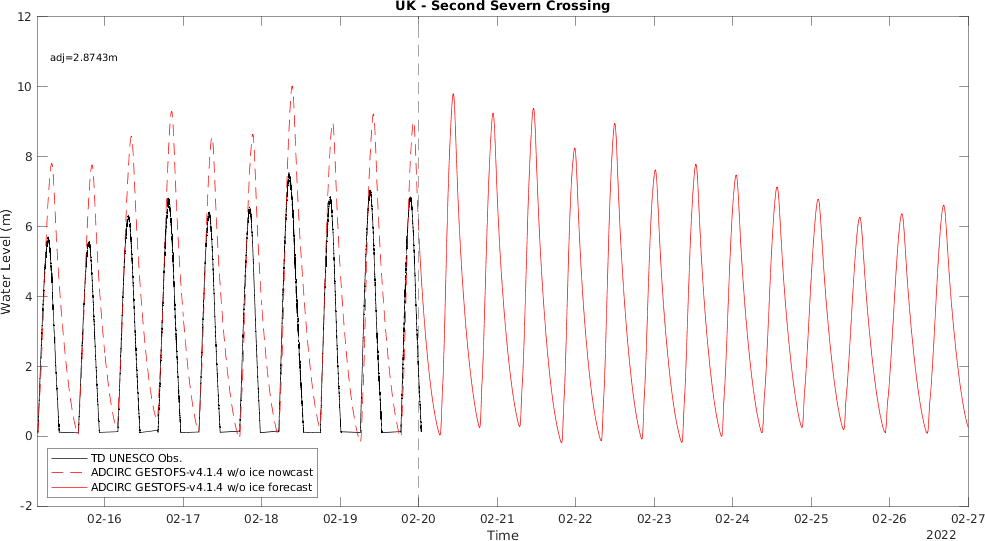 UK - Second Severn Crossing
12
adj=2.8743m
10
8
6
4
2
0
-2
Water Level (m)
TD UNESCO Obs.
ADCIRC GESTOFS-v4.1.4 w/o ice nowcast
ADCIRC GESTOFS-v4.1.4 w/o ice forecast
02-16 02-17 02-18 02-19 02-20 02-21 02-22 02-23 02-24 02-25 02-26 02-27
Time
2022